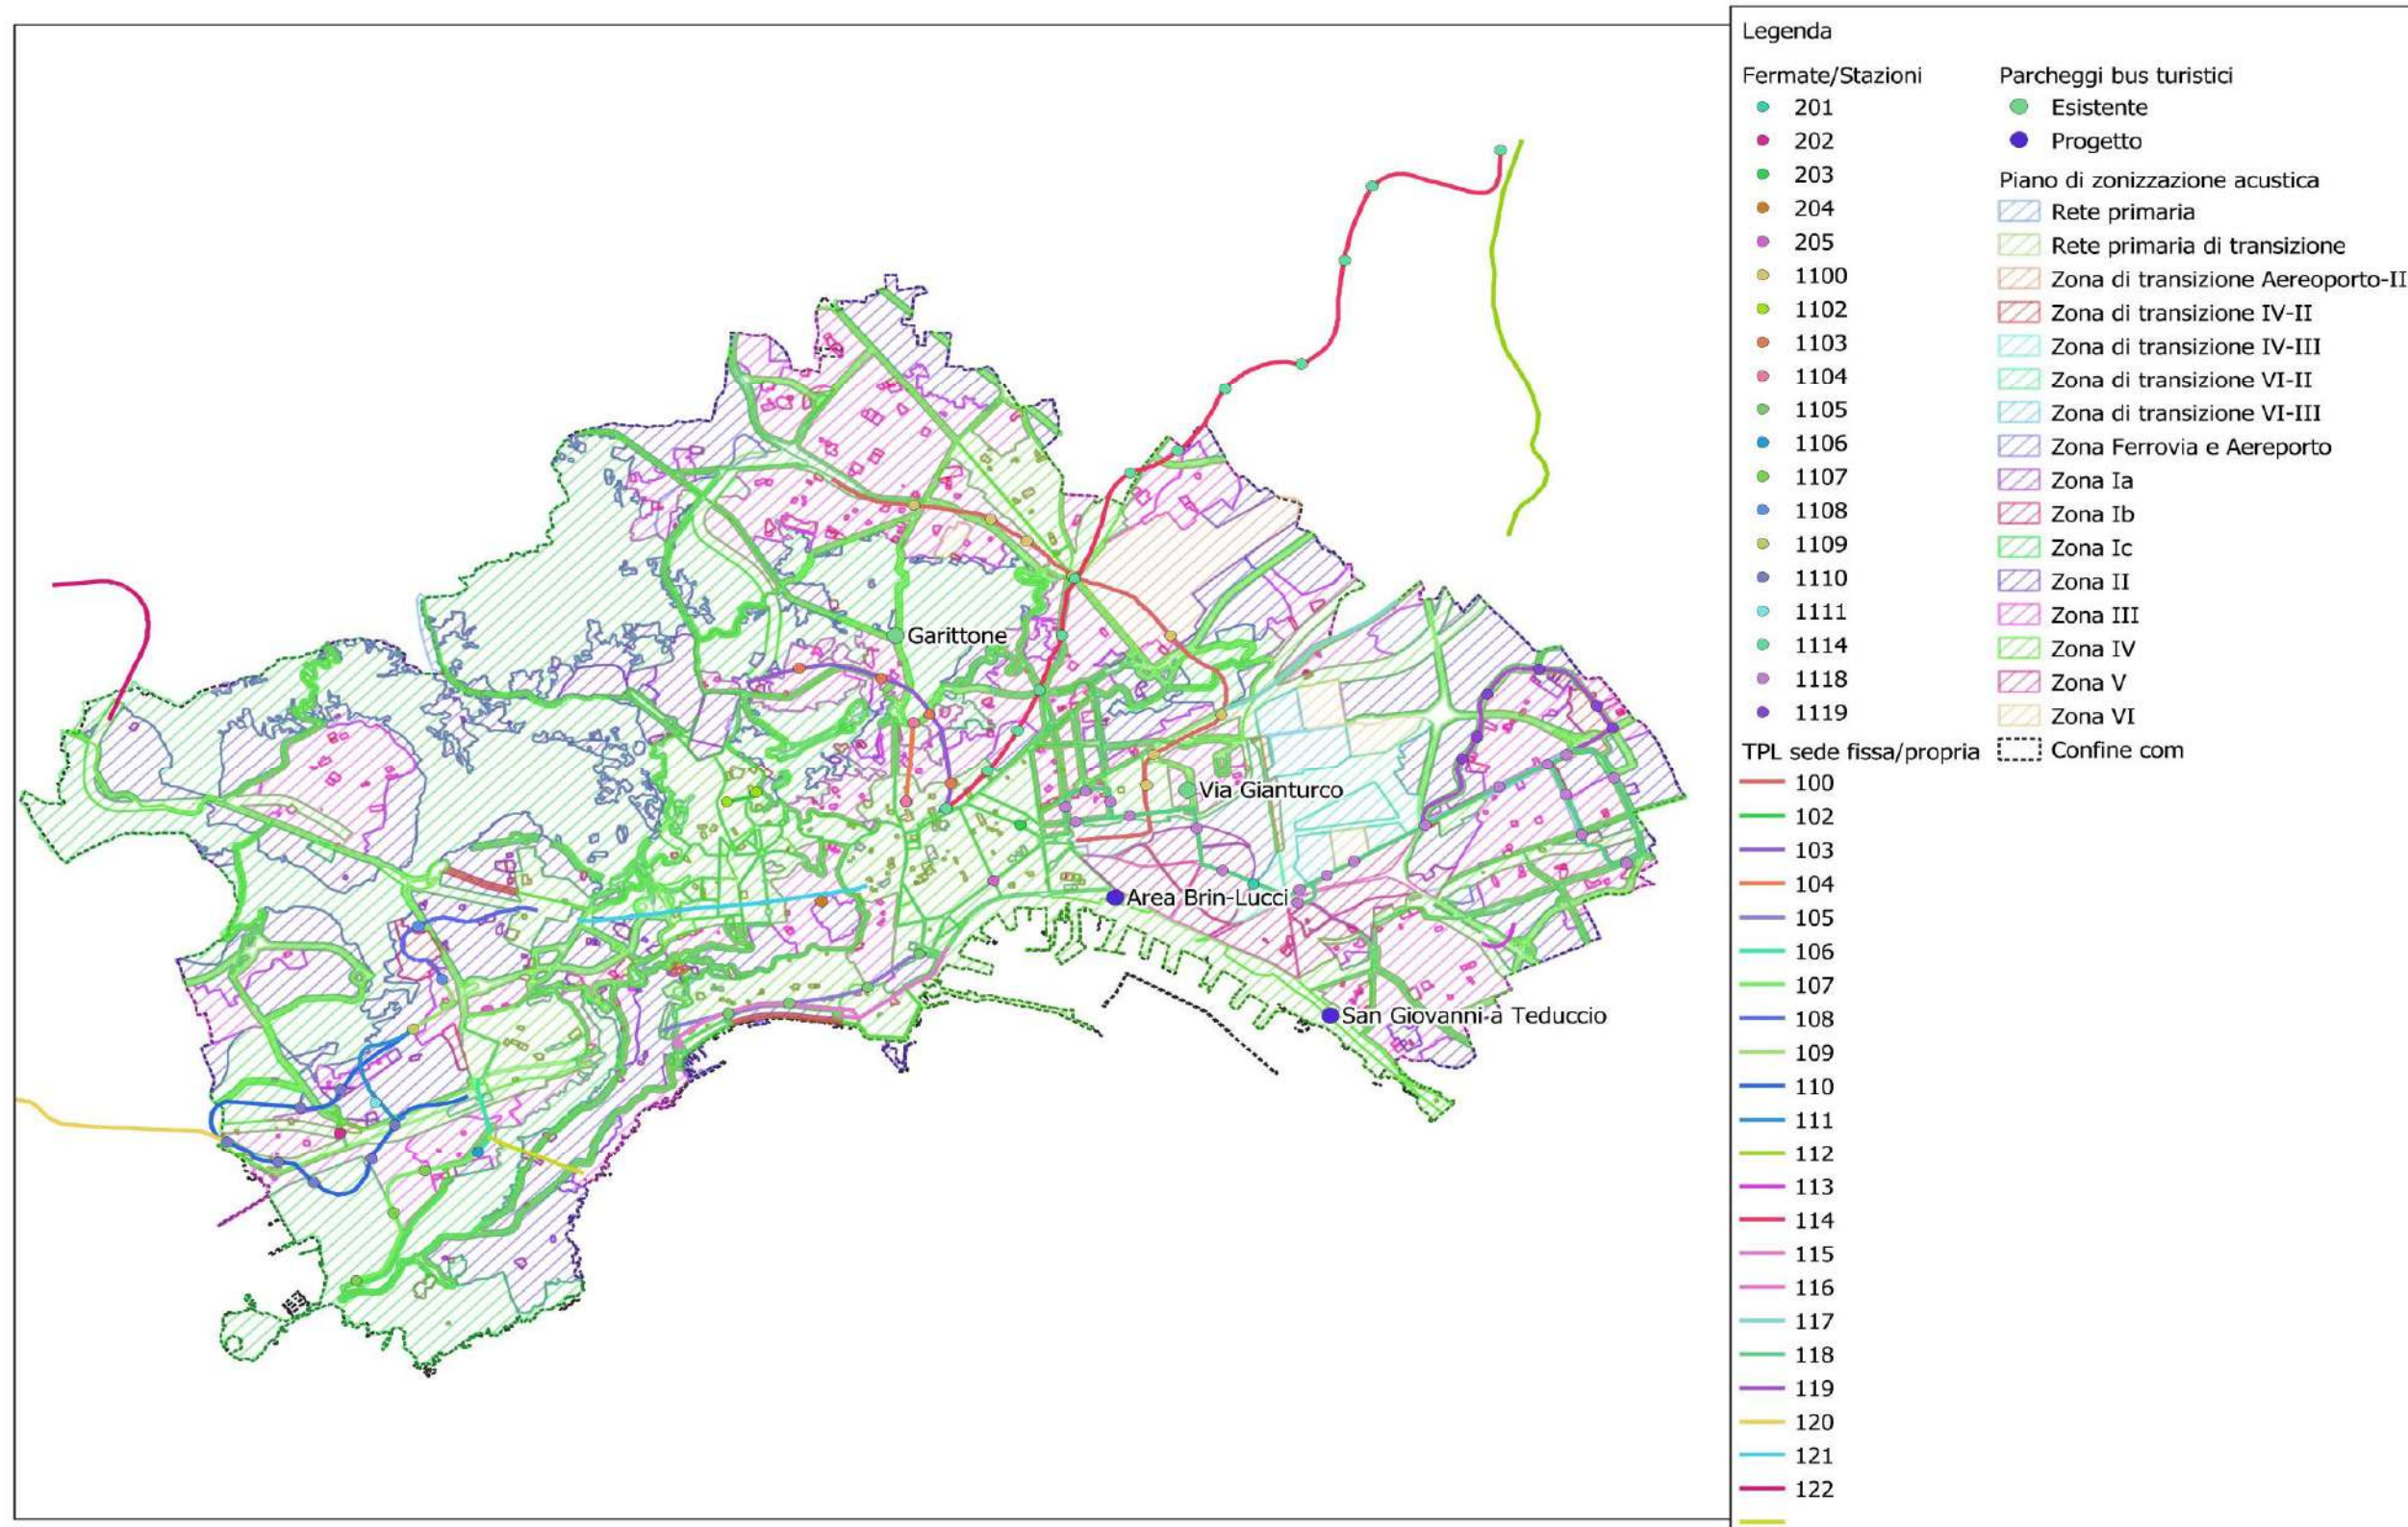 Garittone
Via Gianturco
Area Brin-Lucci
San Giovanni a Teduccio
Legenda
Fermate/Stazioni
201
202
203
204
205
1100
1102
1103
1104
1105
1106
1107
1108
1109
1110
1111
1114
1118
1119
TPL sede fissa/propria
100
102
103
104
105
106
107
108
109
110
111
112
113
114
115
116
117
118
119
120
121
122
Parcheggi bus turistici
Esistente
Progetto
Piano di zonizzazione acustica
Rete primaria
Rete primaria di transizione
Zona di transizione Aereoporto-II
Zona di transizione IV-II
Zona di transizione IV-III
Zona di transizione VI-II
Zona di transizione VI-III
Zona Ferrovia e Aereporto
Zona Ia
Zona Ib
Zona Ic
Zona II
Zona III
Zona IV
Zona V
Zona VI
Confine com